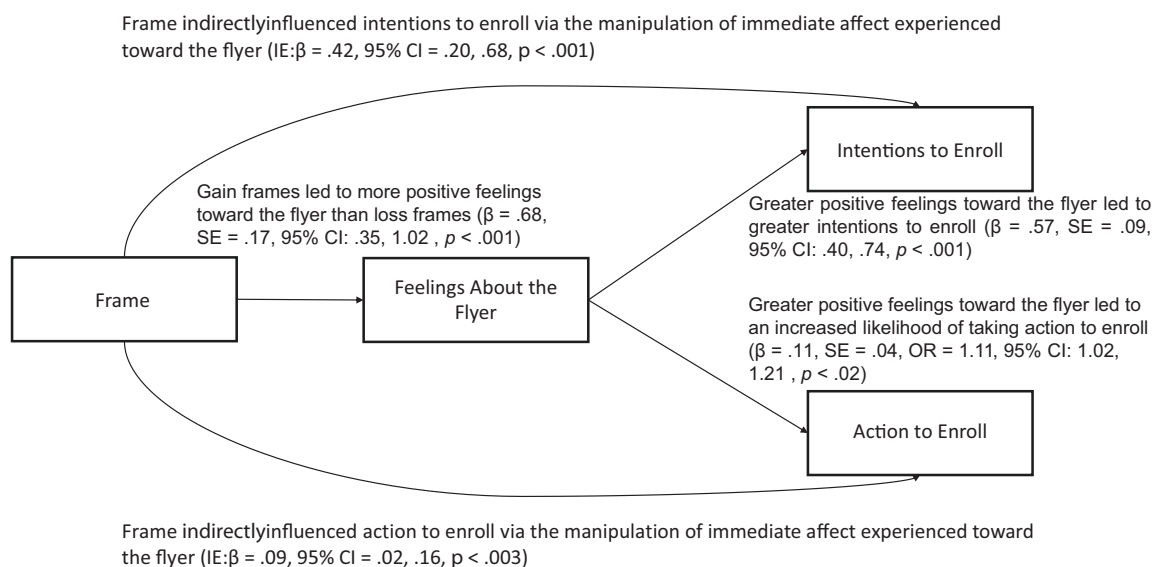 Frame indirectlyinfluenced intentions to enroll via the manipulation of immediate affect experienced
toward the flyer (IE:β = .42, 95% CI = .20, .68, p < .001)
Intentions to Enroll
Gain frames led to more positive feelings
toward the flyer than loss frames (β = .68,
SE = .17, 95% CI: .35, 1.02 , p < .001)
Greater positive feelings toward the flyer led to
greater intentions to enroll (β = .57, SE = .09,
95% CI: .40, .74, p < .001)
Frame
Feelings About the
Flyer
Greater positive feelings toward the flyer led to
an increased likelihood of taking action to enroll
(β = .11, SE = .04, OR = 1.11, 95% CI: 1.02,
1.21 , p < .02)
Action to Enroll
Frame indirectlyinfluenced action to enroll via the manipulation of immediate affect experienced toward
the flyer (IE:β = .09, 95% CI = .02, .16, p < .003)